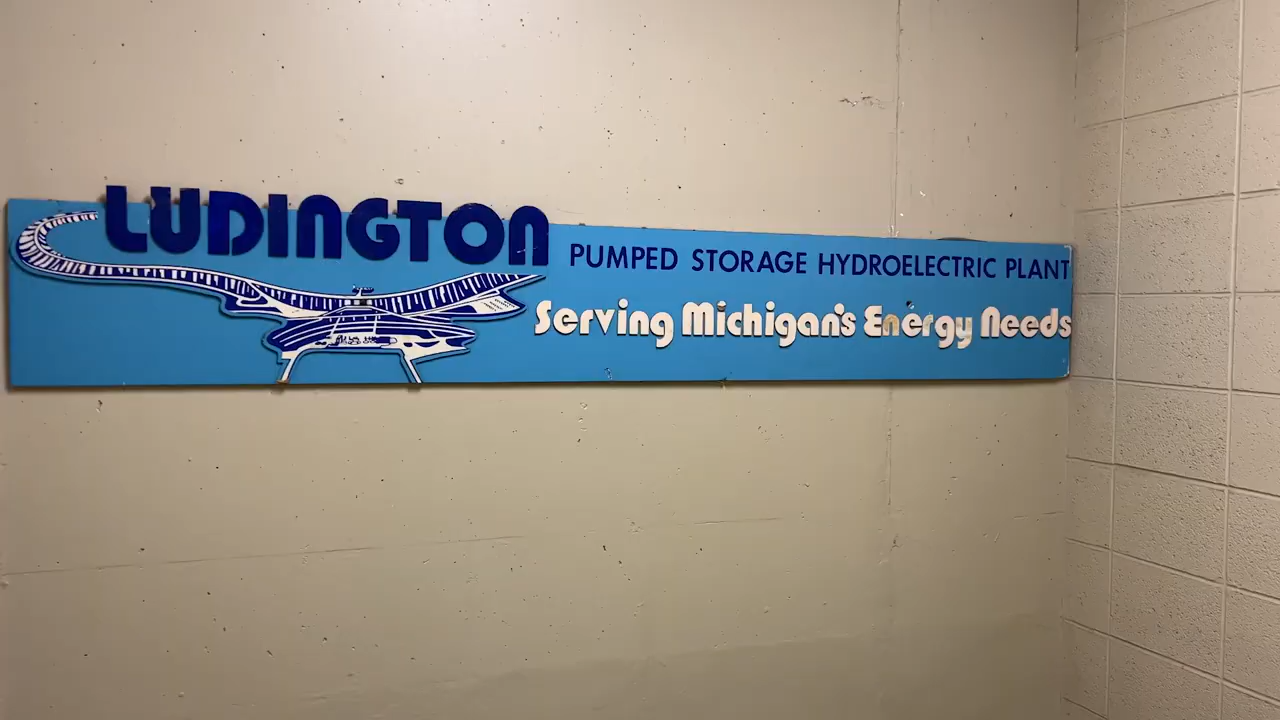 LUDINGTON
PUMPED STORAGE HYDROELECTRIC PLANT
Serving Michigan's Energy Needs